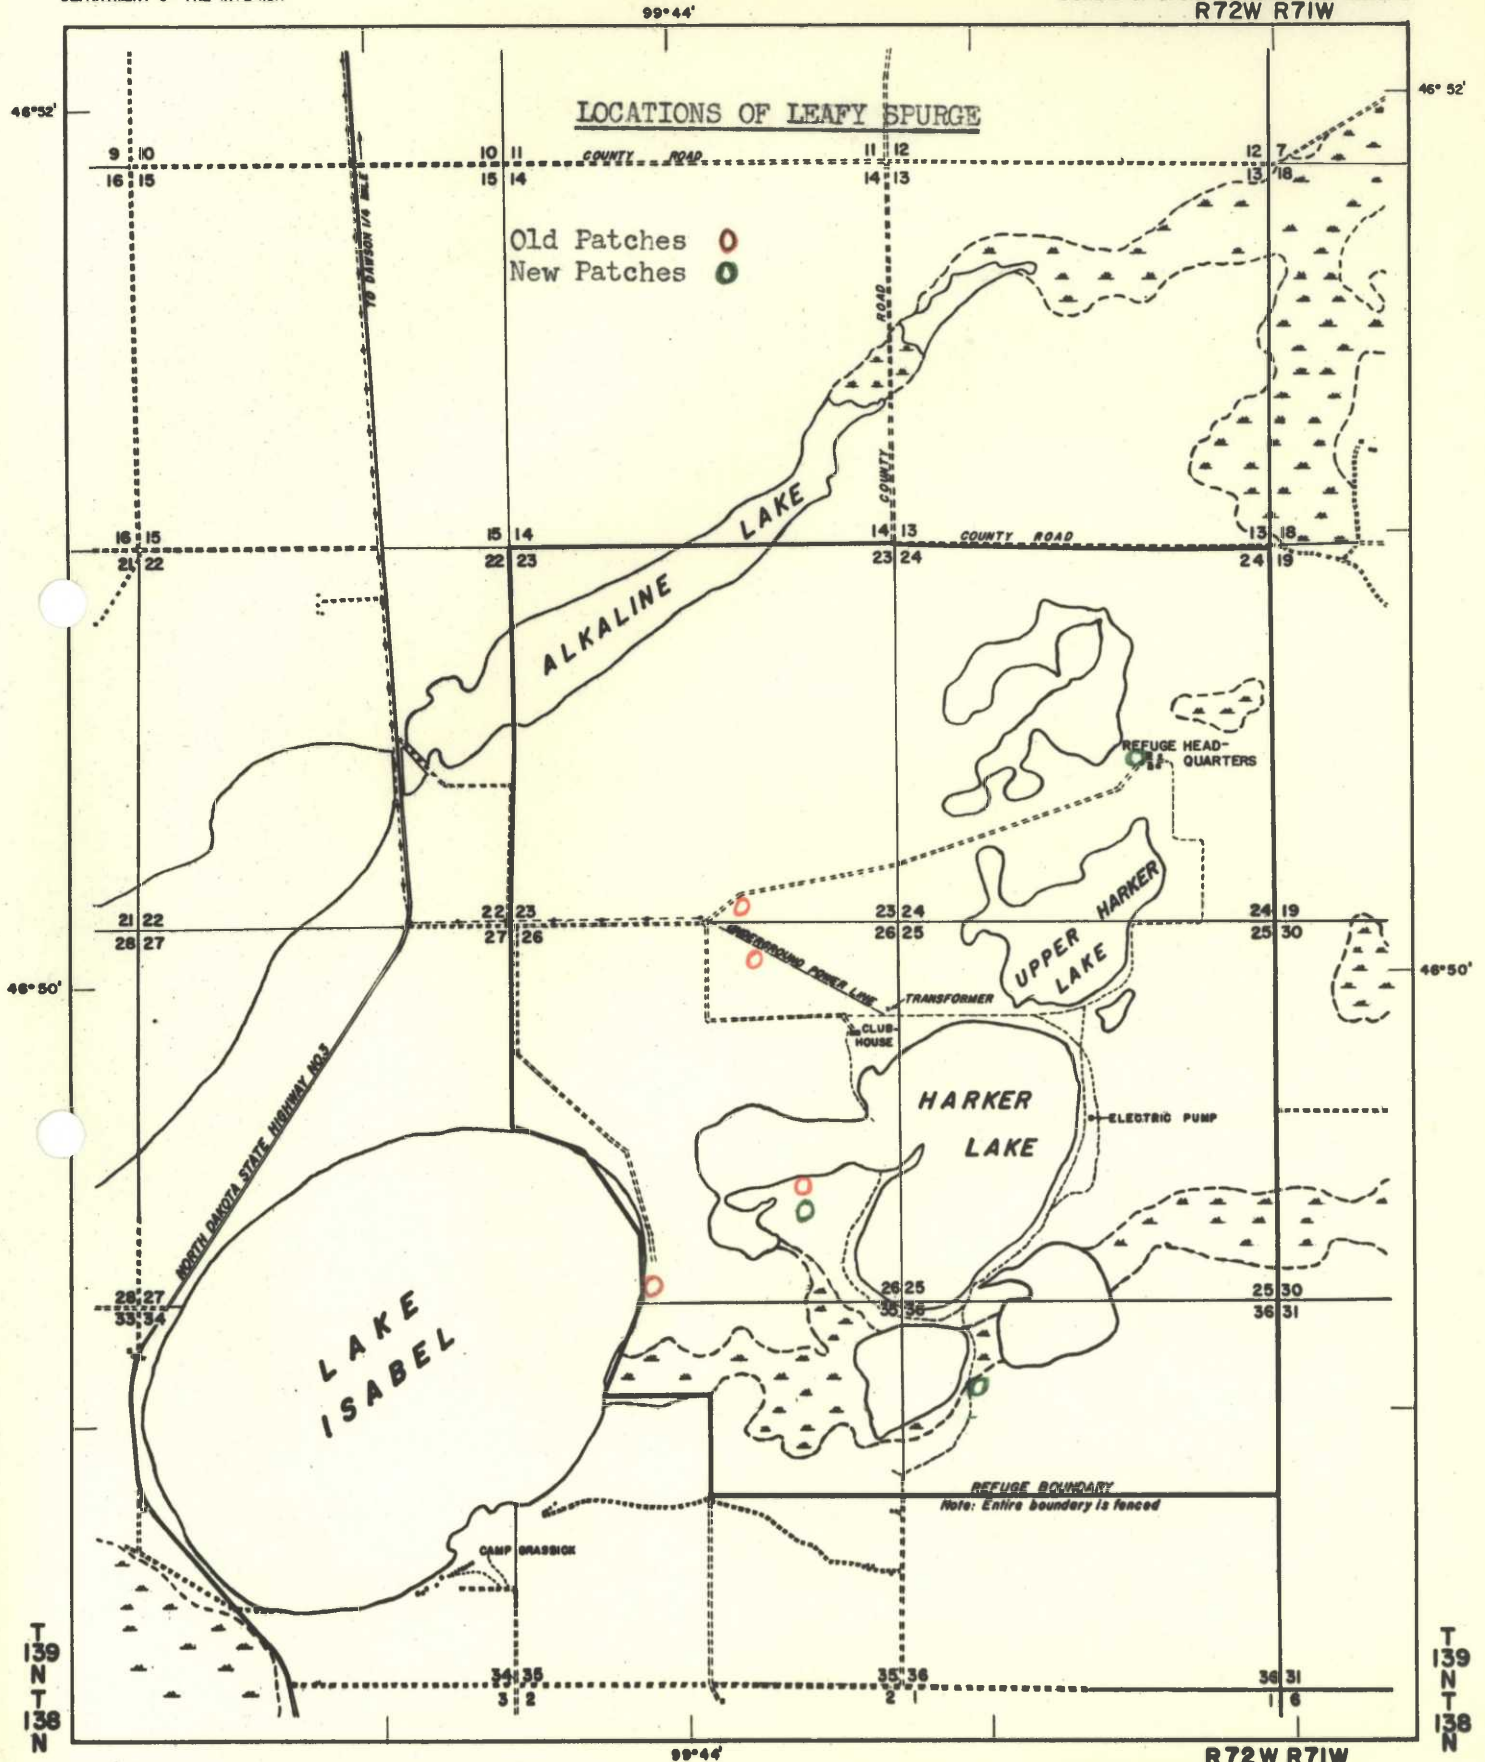 99°44'
R72W R71W
46°52'
46°52'
LOCATIONS OF LEAFY SPURGE
9 10
10 11
COUNTY ROAD
11 12
12 7
16 15
15 14
14 13
13 18
TO DAWSON 1/4 MILE
Old Patches
New Patches
ROAD
COUNTY
LAKE
16 15
15 14
14 13
COUNTY ROAD
13 18
21 22
22 23
23 24
24 19
ALKALINE
REFUGE HEAD-
QUARTERS
HARKER
21 22
22 23
23 24
24 19
28 27
27 26
26 25
25 30
UNDERGROUND POWER LINE
UPPER
LAKE
46°50'
46°50'
TRANSFORMER
CLUB-
HOUSE
NORTH DAKOTA STATE HIGHWAY NO.3
HARKER
LAKE
ELECTRIC PUMP
28 27
26 25
25 30
33 34
35 36
36 31
LAKE
ISABEL
REFUGE BOUNDARY
Note: Entire boundary is fenced
CAMP GRASSICK
T
139
N
T
138
N
T
139
N
T
138
N
34 35
35 36
36 31
3 2
2 1
1 6
99°44'
R72W R71W